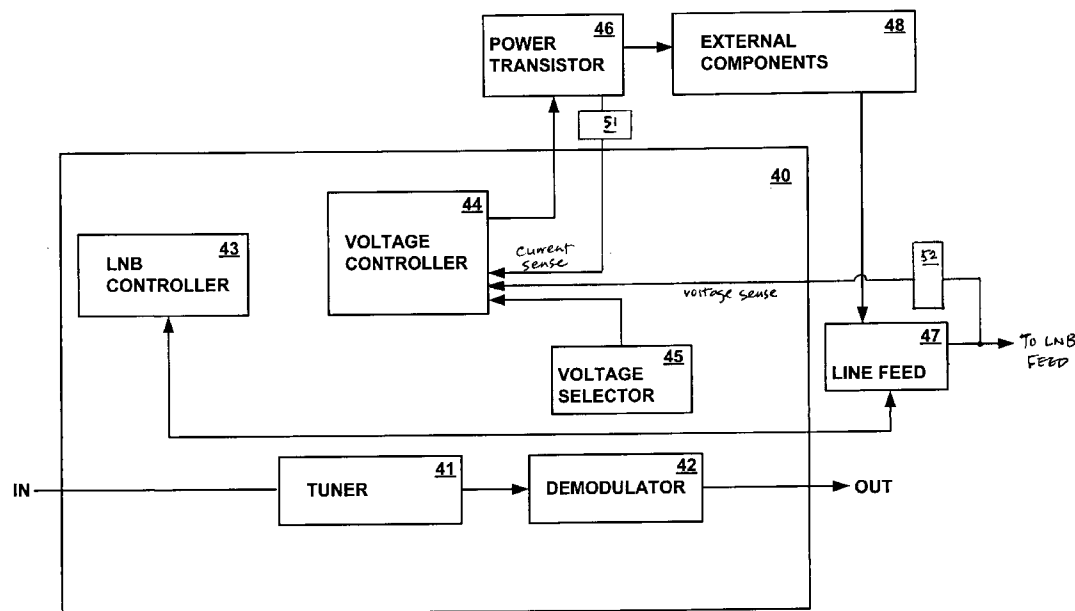 46
POWER
TRANSISTOR
48
EXTERNAL
COMPONENTS
51
40
44
VOLTAGE
CONTROLLER
43
LNB
CONTROLLER
Current
sense
52
voltage sense
47
LINE FEED
TO LNB
FEED
45
VOLTAGE
SELECTOR
IN
41
TUNER
42
DEMODULATOR
OUT